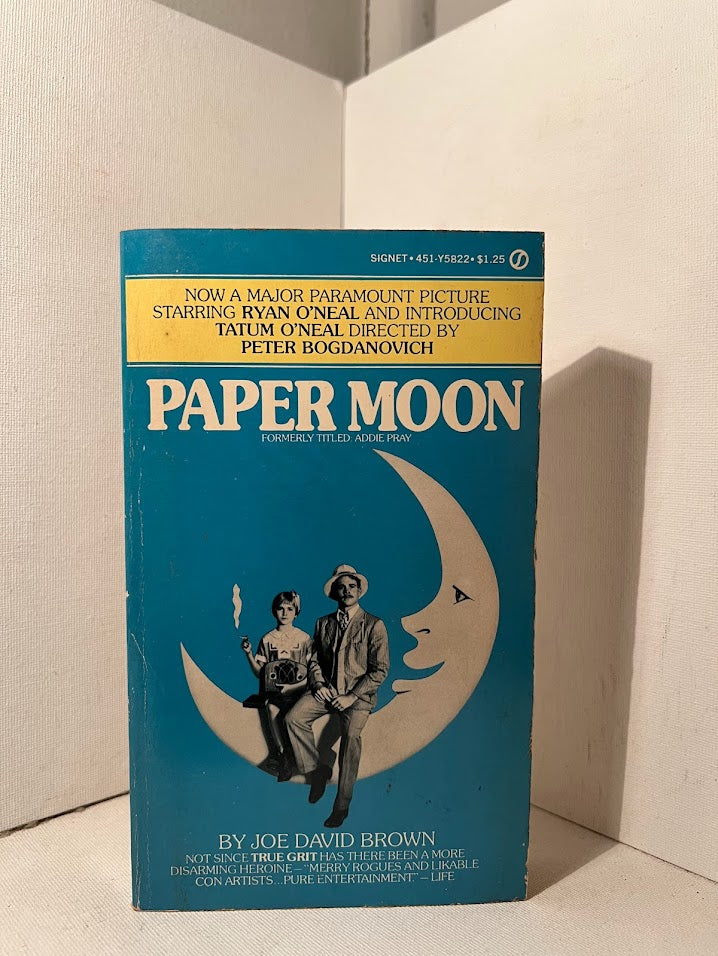 SIGNET • 451-Y5822 • $1.25
NOW A MAJOR PARAMOUNT PICTURE
STARRING RYAN O'NEAL AND INTRODUCING
TATUM O'NEAL DIRECTED BY
PETER BOGDANOVICH
PAPER MOON
FORMERLY TITLED: ADDIE PRAY
BY JOE DAVID BROWN
NOT SINCE TRUE GRIT HAS THERE BEEN A MORE
DISARMING HEROINE — "MERRY ROGUES AND LIKABLE
CON ARTISTS...PURE ENTERTAINMENT." — LIFE